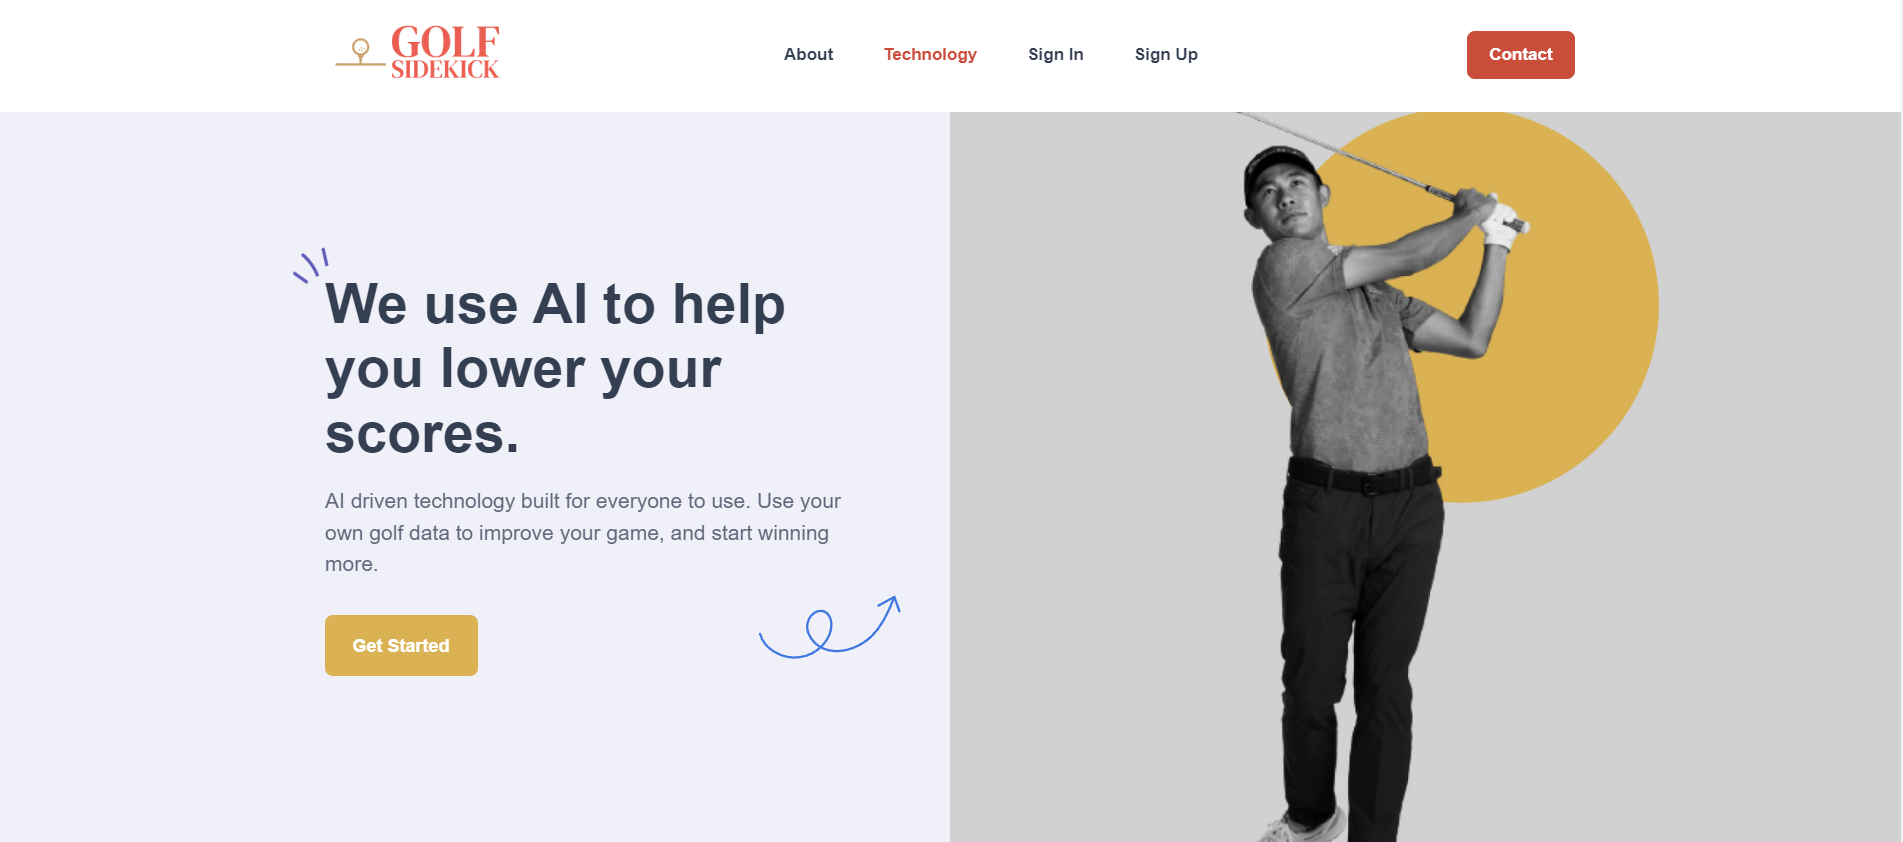 GOLF
SIDEKICK
About
Technology
Sign In
Sign Up
Contact
We use AI to help
you lower your
scores.
AI driven technology built for everyone to use. Use your
own golf data to improve your game, and start winning
more.
Get Started